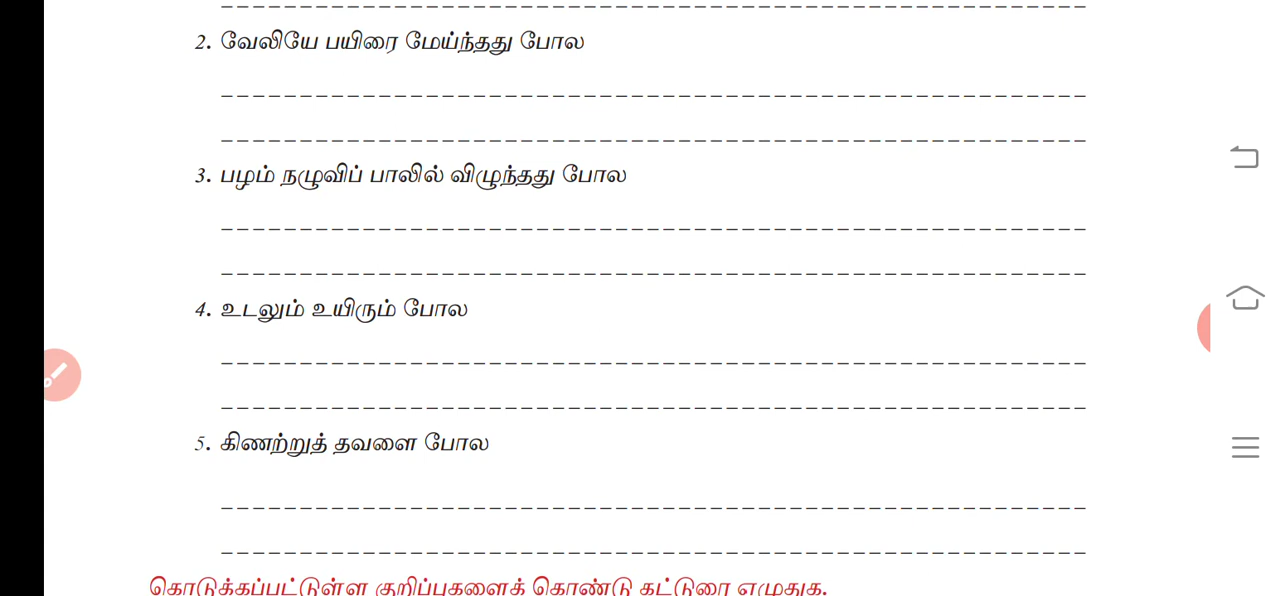 2. வேலியே பயிரை மேய்ந்தது போல
3. பழம் நழுவிப் பாலில் விழுந்தது போல
4. உடலும் உயிரும் போல
5. கிணற்றுத் தவளை போல
கொடுக்கப்பட்டுள்ள குறிப்புகளைக் கொண்டு கட்டுரை எழுதுக.